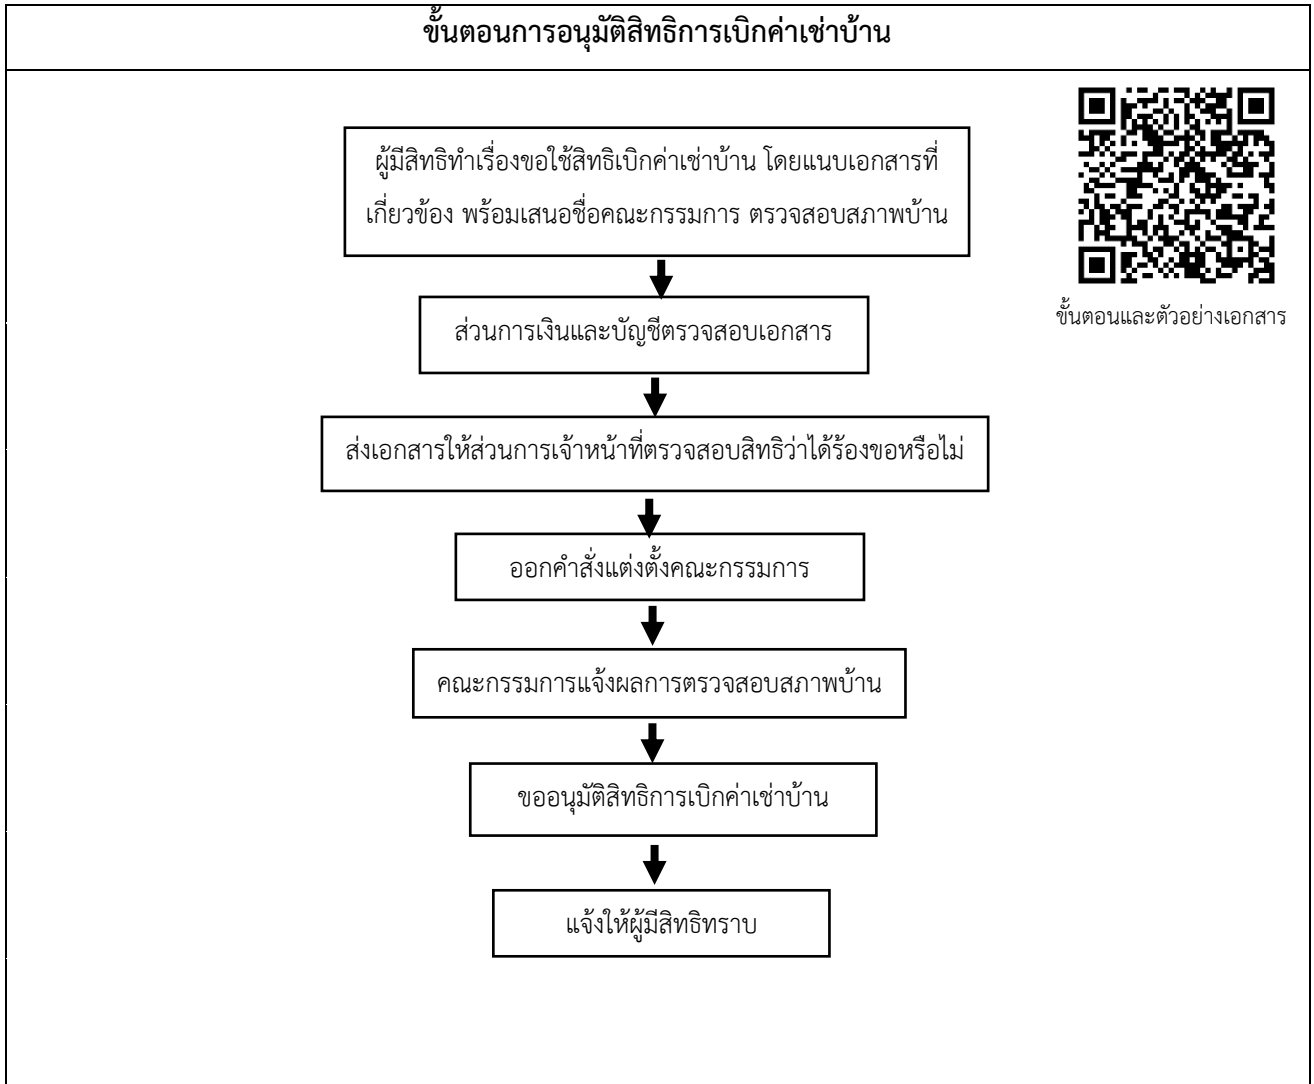 ขั้นตอนการอนุมัติสิทธิการเบิกค่าเช่าบ้าน
ผู้มีสิทธิทำเรื่องขอใช้สิทธิเบิกค่าเช่าบ้าน โดยแนบเอกสารที่
เกี่ยวข้อง พร้อมเสนอชื่อคณะกรรมการ ตรวจสอบสภาพบ้าน
ขั้นตอนและตัวอย่างเอกสาร
ส่วนการเงินและบัญชีตรวจสอบเอกสาร
ส่งเอกสารให้ส่วนการเจ้าหน้าที่ตรวจสอบสิทธิว่าได้ร้องขอหรือไม่
ออกคำสั่งแต่งตั้งคณะกรรมการ
คณะกรรมการแจ้งผลการตรวจสอบสภาพบ้าน
ขออนุมัติสิทธิการเบิกค่าเช่าบ้าน
แจ้งให้ผู้มีสิทธิทราบ